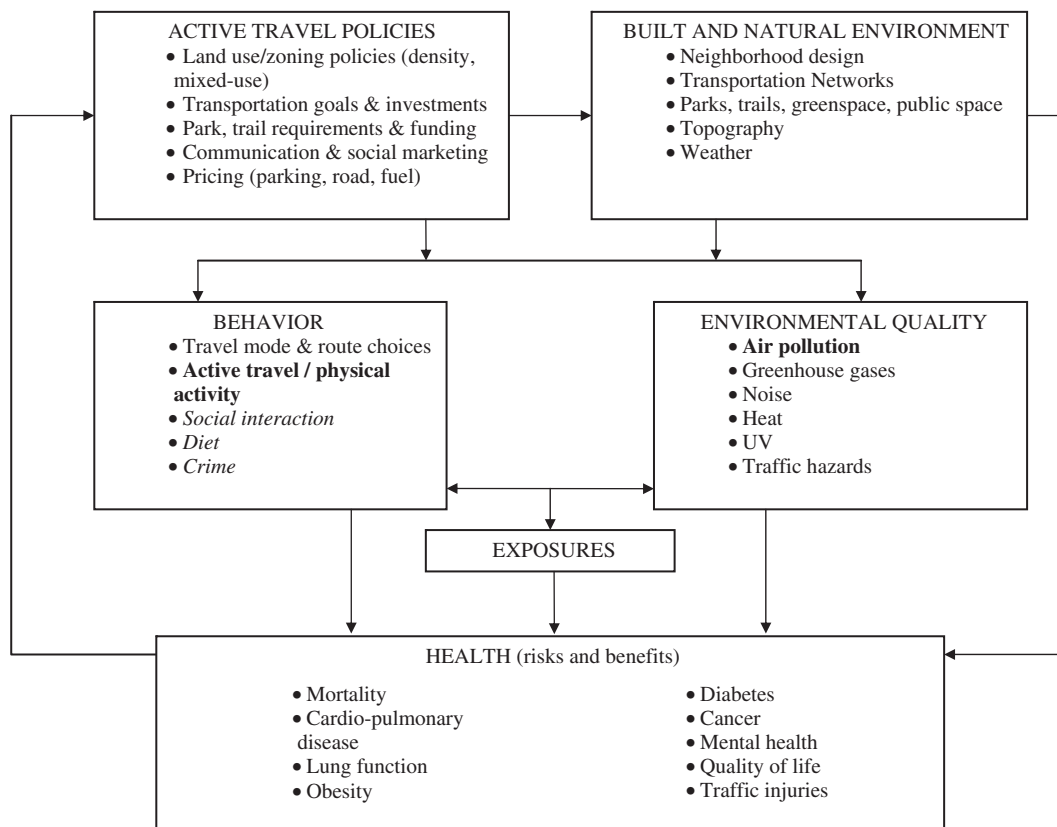 ACTIVE TRAVEL POLICIES
• Land use/zoning policies (density,
mixed-use)
• Transportation goals & investments
• Park, trail requirements & funding
• Communication & social marketing
• Pricing (parking, road, fuel)
BUILT AND NATURAL ENVIRONMENT
• Neighborhood design
• Transportation Networks
• Parks, trails, greenspace, public space
• Topography
• Weather
BEHAVIOR
• Travel mode & route choices
• Active travel / physical
activity
• Social interaction
• Diet
• Crime
ENVIRONMENTAL QUALITY
• Air pollution
• Greenhouse gases
• Noise
• Heat
• UV
• Traffic hazards
EXPOSURES
HEALTH (risks and benefits)
• Mortality
• Cardio-pulmonary
disease
• Lung function
• Obesity
• Diabetes
• Cancer
• Mental health
• Quality of life
• Traffic injuries